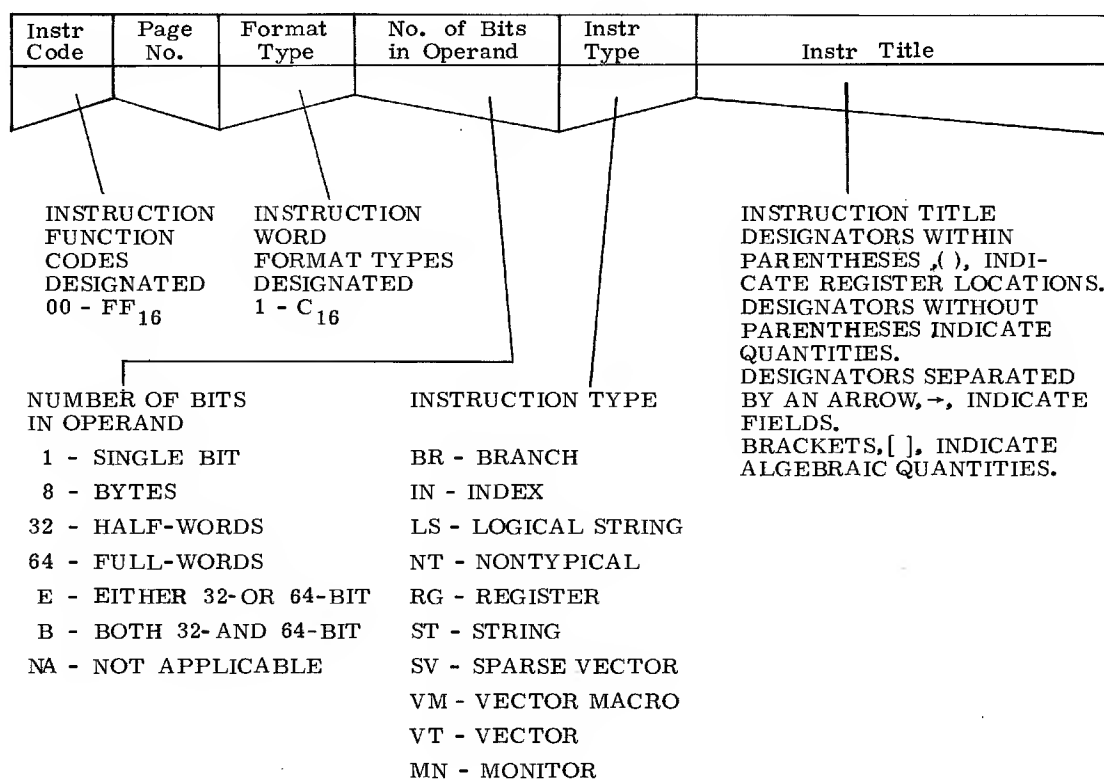 Instr Code
Page No.
Format Type
No. of Bits in Operand
Instr Type
Instr Title
INSTRUCTION
FUNCTION
CODES
DESIGNATED
00 - FF16
INSTRUCTION
WORD
FORMAT TYPES
DESIGNATED
1 - C16
INSTRUCTION TITLE
DESIGNATORS WITHIN
PARENTHESES ,( ), INDI-
CATE REGISTER LOCATIONS.
DESIGNATORS WITHOUT
PARENTHESES INDICATE
QUANTITIES.
DESIGNATORS SEPARATED
BY AN ARROW, →, INDICATE
FIELDS.
BRACKETS,[ ], INDICATE
ALGEBRAIC QUANTITIES.
NUMBER OF BITS
IN OPERAND
1 - SINGLE BIT
8 - BYTES
32 - HALF-WORDS
64 - FULL-WORDS
E - EITHER 32-OR 64-BIT
B - BOTH 32-AND 64-BIT
NA - NOT APPLICABLE
INSTRUCTION TYPE
BR - BRANCH
IN - INDEX
LS - LOGICAL STRING
NT - NONTYPICAL
RG - REGISTER
ST - STRING
SV - SPARSE VECTOR
VM - VECTOR MACRO
VT - VECTOR
MN - MONITOR